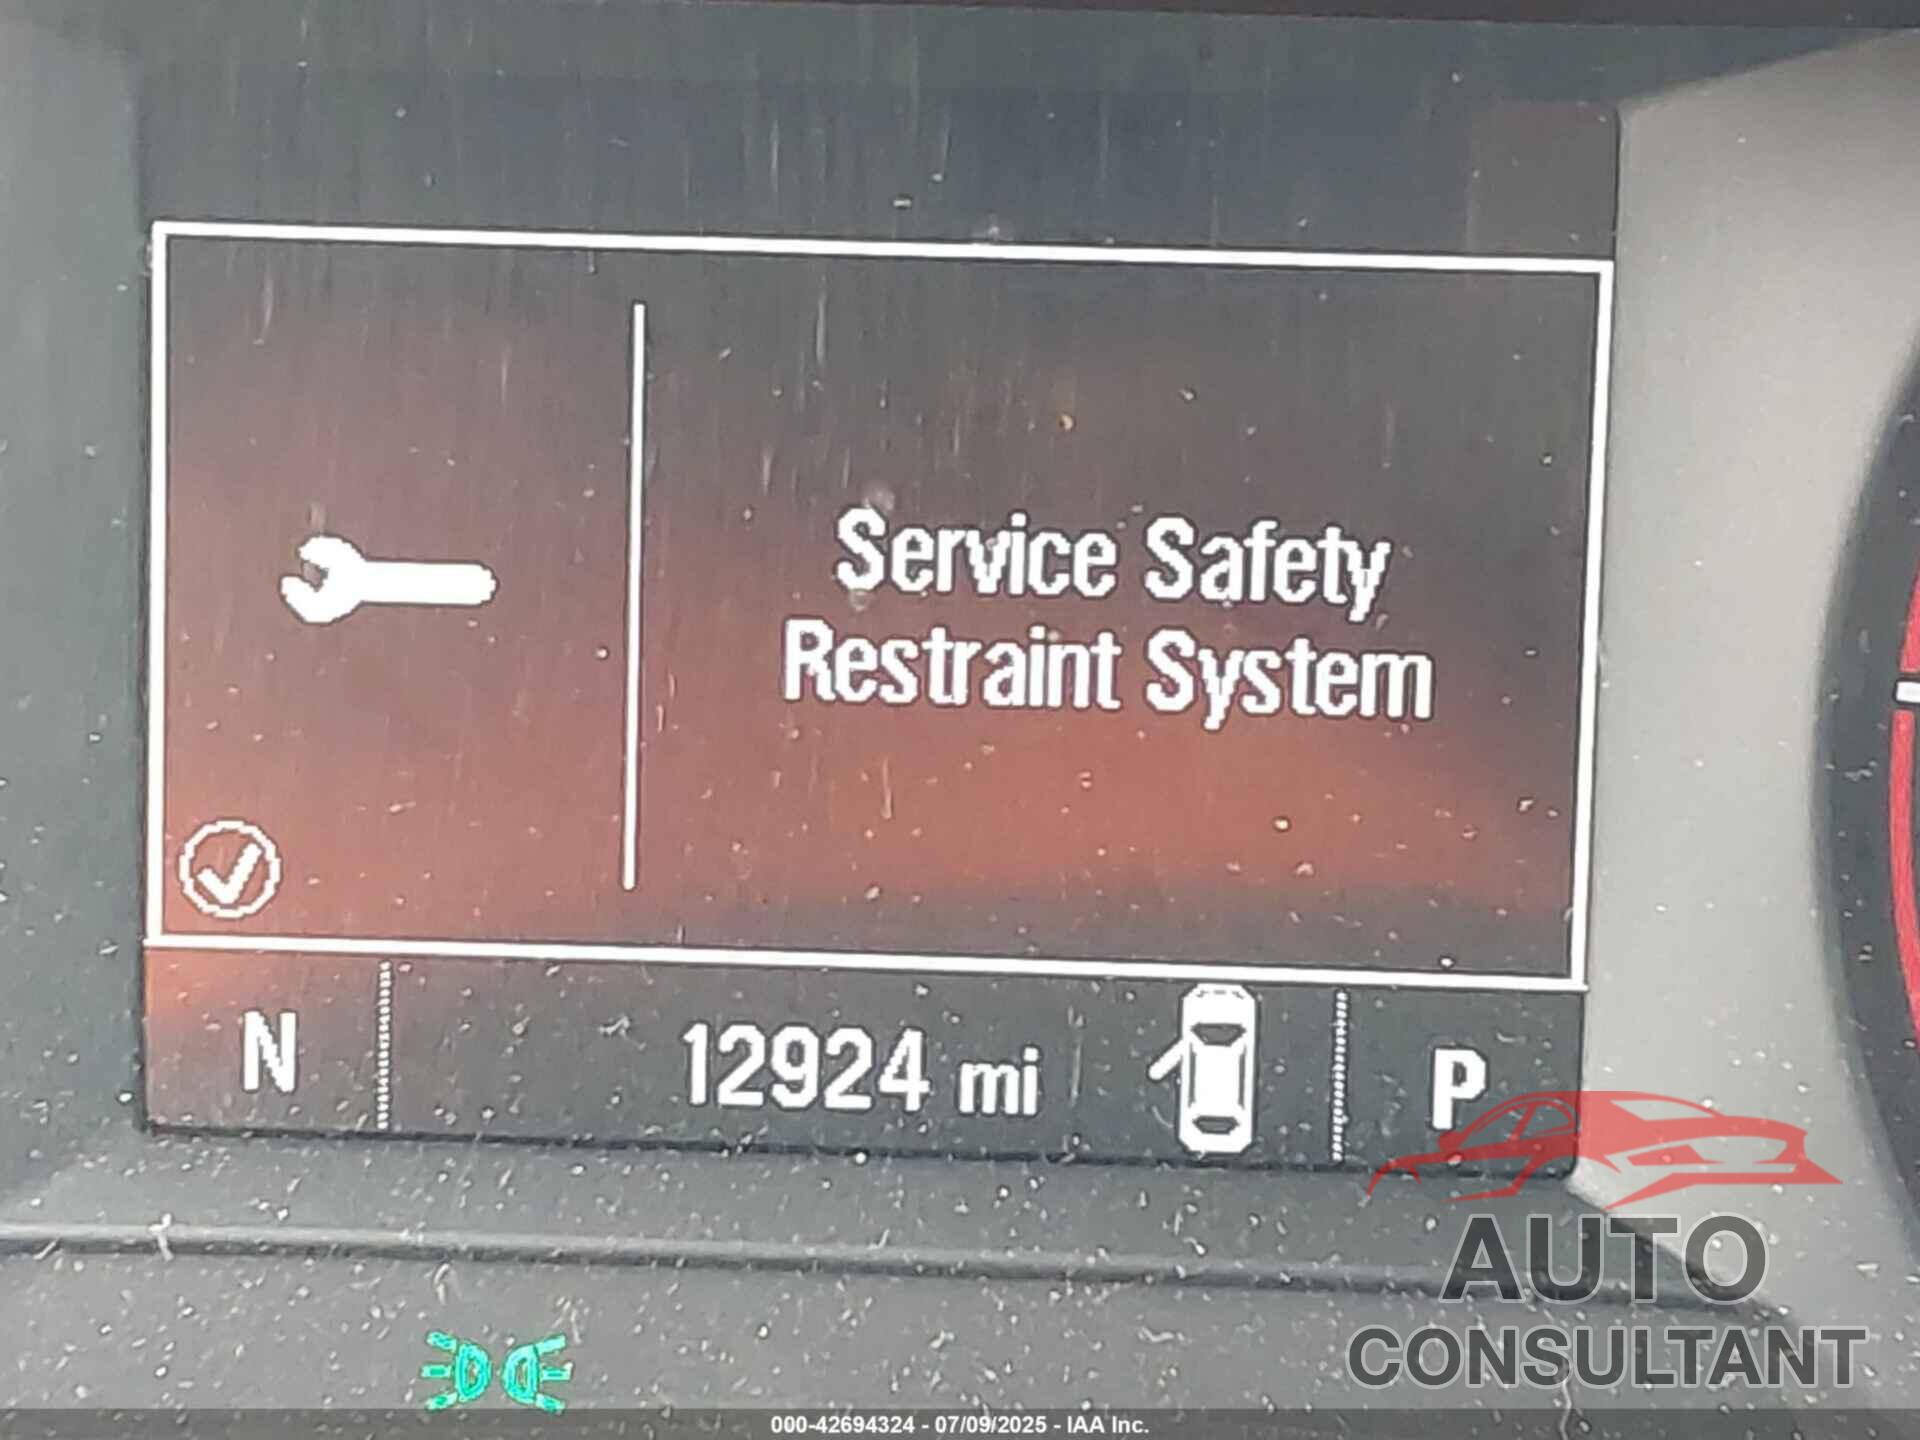 Service Safety
Restraint System
N
12924 mi
P
AUTO
CONSULTANT
000-42694324 - 07/09/2025 - IAA Inc.